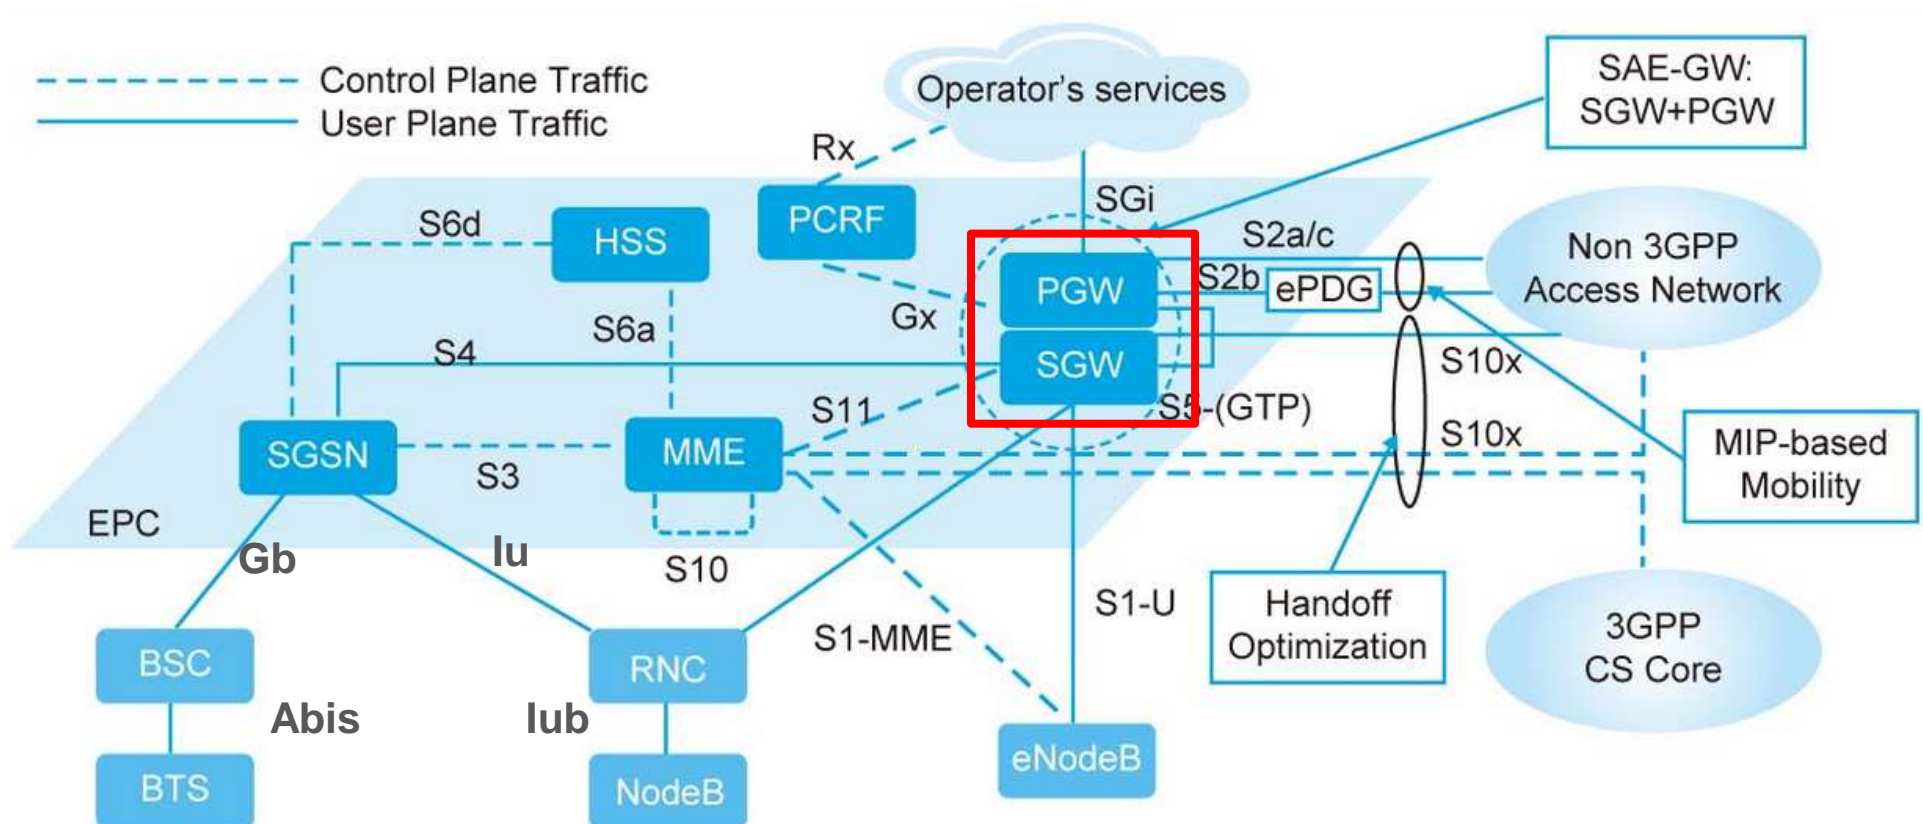 Control Plane Traffic
User Plane Traffic
Operator's services
SAE-GW:
SGW+PGW
Rx
SGi
PCRF
S6d
HSS
S2a/c
Non 3GPP
Access Network
PGW
S2b
ePDG
Gx
S6a
S4
SGW
S10x
S11
S5-(GTP)
S10x
SGSN
MME
MIP-based
Mobility
S3
EPC
Gb
Iu
S10
S1-U
Handoff
Optimization
3GPP
CS Core
S1-MME
BSC
RNC
Abis
Iub
eNodeB
BTS
NodeB